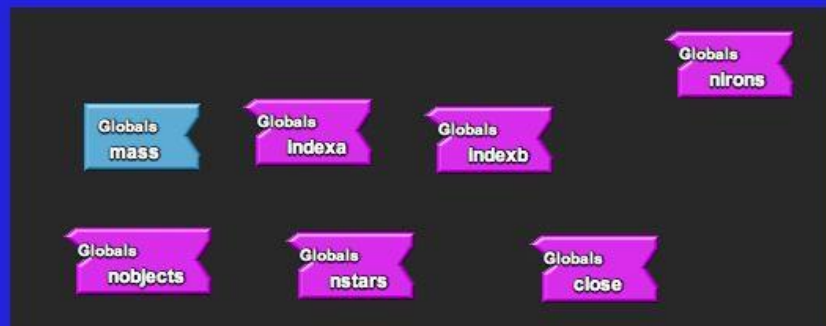 Globals
nirons
Globals
mass
Globals
indexa
Globals
indexb
Globals
nobjects
Globals
nstars
Globals
close